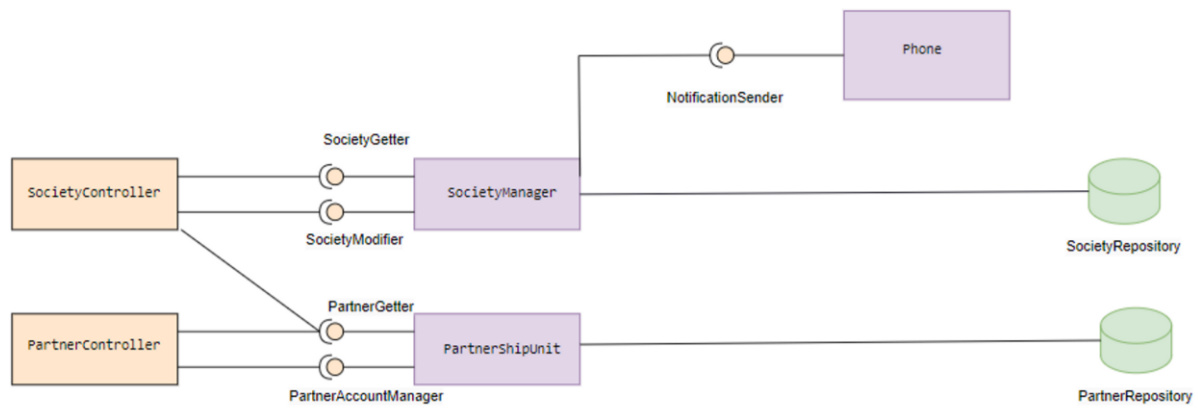 Phone
NotificationSender
SocietyGetter
SocietyController
SocietyManager
SocietyModifier
SocietyRepository
PartnerGetter
PartnerController
PartnerShipUnit
PartnerAccountManager
PartnerRepository